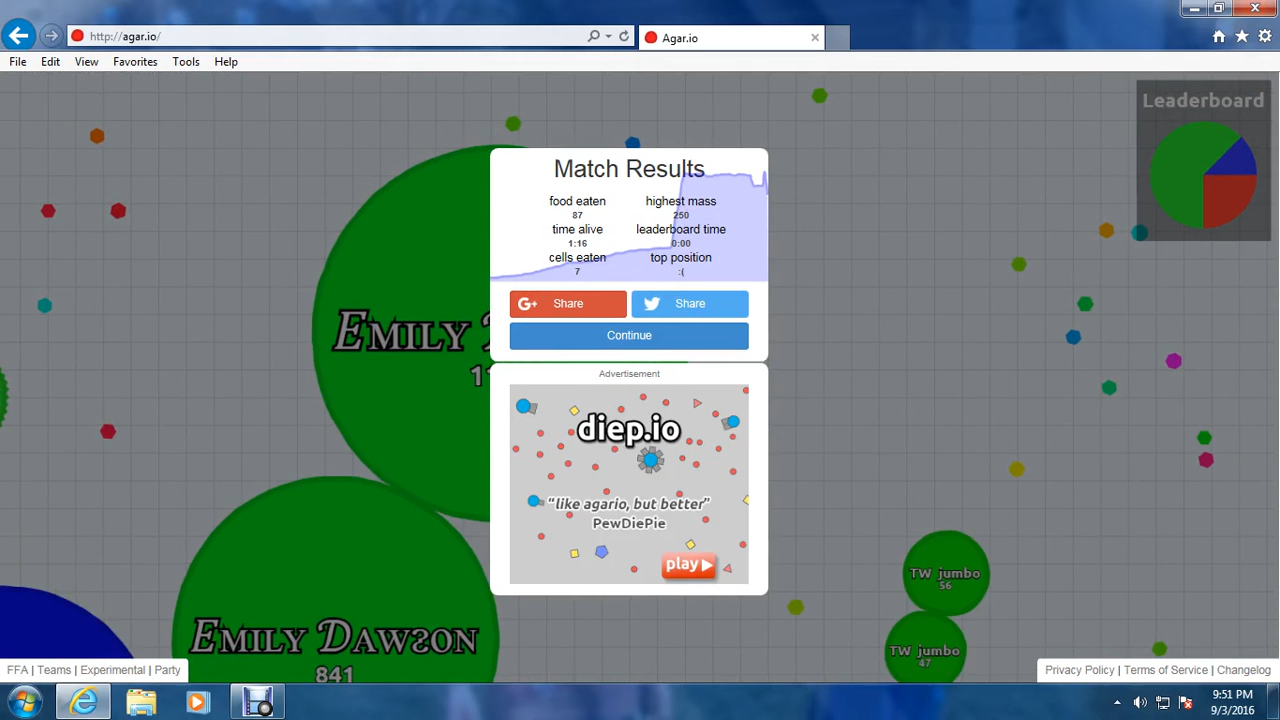 http://agar.io/
Agar.io
File Edit View Favorites Tools Help
Leaderboard
Match Results
food eaten highest mass
87 250
time alive leaderboard time
1:16 0:00
cells eaten top position
7 :(
G+ Share Share
Continue
Advertisement
diep.io
"like agario, but better"
PewDiePie
play
EMILY
EMILY DAWSON
841
TW jumbo
56
TW jumbo
47
FFA | Teams | Experimental | Party
Privacy Policy | Terms of Service | Changelog
9:51 PM
9/3/2016